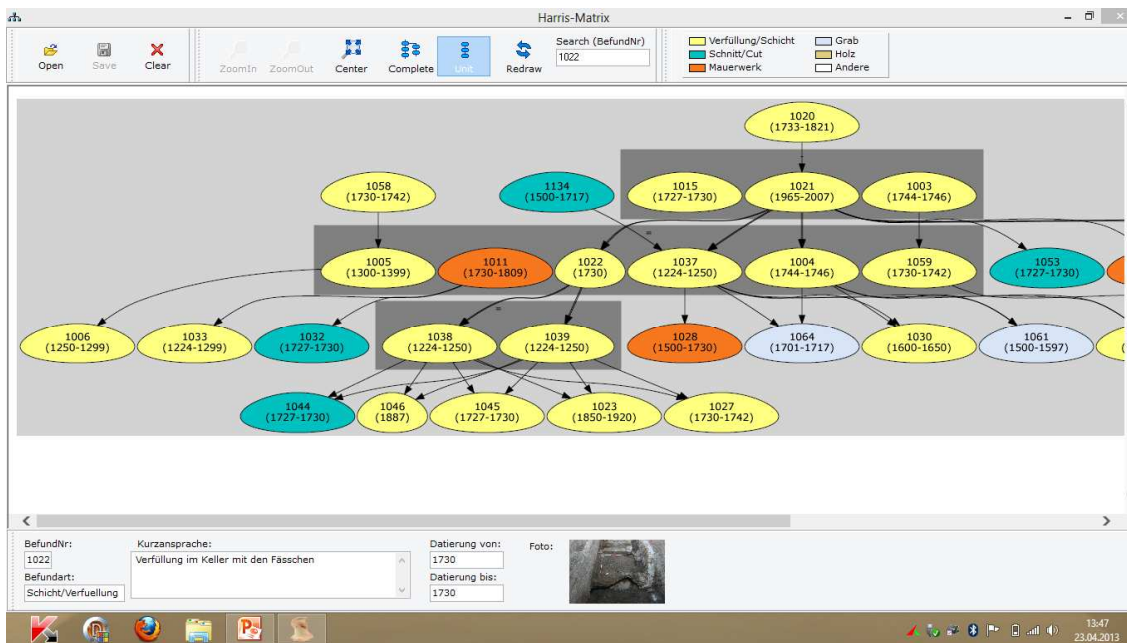 Harris-Matrix
Open
Save
Clear
ZoomIn
ZoomOut
Center
Complete
Unit
Redraw
Search (BefundNr)
1022
Verfüllung/Schicht
Schnitt/Cut
Mauerwerk
Grab
Holz
Andere
1020
(1733-1821)
1058
(1730-1742)
1134
(1500-1717)
1015
(1727-1730)
1021
(1965-2007)
1003
(1744-1746)
=
1005
(1300-1399)
1011
(1730-1809)
1022
(1730)
1037
(1224-1250)
1004
(1744-1746)
1059
(1730-1742)
1053
(1727-1730)
=
1006
(1250-1299)
1033
(1224-1299)
1032
(1727-1730)
1038
(1224-1250)
1039
(1224-1250)
1028
(1500-1730)
1064
(1701-1717)
1030
(1600-1650)
1061
(1500-1597)
1044
(1727-1730)
1046
(1887)
1045
(1727-1730)
1023
(1850-1920)
1027
(1730-1742)
BefundNr:
1022
Befundart:
Schicht/Verfuellung
Kurzansprache:
Verfüllung im Keller mit den Fässchen
Datierung von:
1730
Datierung bis:
1730
Foto:
13:47
23.04.2013